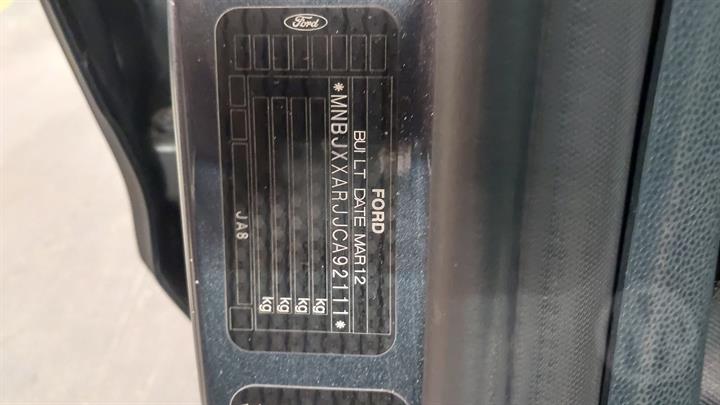 Ford
FORD
BUILT DATE MAR12
*MNBJXXARJJCA92111*
kg
kg
kg
kg
JA8